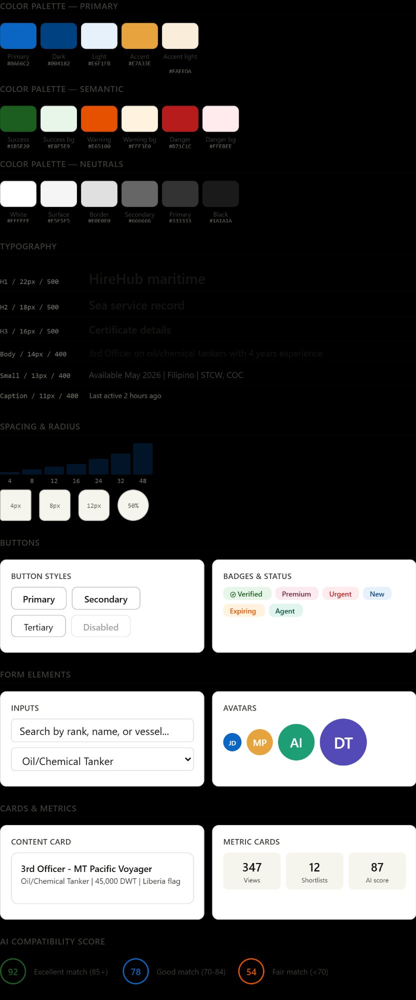 COLOR PALETTE — PRIMARY
Primary Dark Light Accent Accent light
#0A66C2 #004182 #E6F1FB #E7A33E #FAEEDA
COLOR PALETTE — SEMANTIC
Success Success bg Warning Warning bg Danger Danger bg
#1B5E20 #E8F5E9 #E65100 #FFF3E0 #B71C1C #FFEBEE
COLOR PALETTE — NEUTRALS
White Surface Border Secondary Primary Black
#FFFFFF #F5F5F5 #E0E0E0 #666666 #333333 #1A1A1A
TYPOGRAPHY
H1 / 22px / 500 HireHub maritime
H2 / 18px / 500 Sea service record
H3 / 16px / 500 Certificate details
Body / 14px / 400 3rd Officer on oil/chemical tankers with 4 years experience
Small / 13px / 400 Available May 2026 | Filipino | STCW, COC
Caption / 11px / 400 Last active 2 hours ago
SPACING & RADIUS
4 8 12 16 24 32 48
4px 8px 12px 50%
BUTTONS
BUTTON STYLES
Primary Secondary
Tertiary Disabled
BADGES & STATUS
Verified Premium Urgent New
Expiring Agent
FORM ELEMENTS
INPUTS
Search by rank, name, or vessel...
Oil/Chemical Tanker
AVATARS
JD MP AI DT
CARDS & METRICS
CONTENT CARD
3rd Officer - MT Pacific Voyager
Oil/Chemical Tanker | 45,000 DWT | Liberia flag
METRIC CARDS
347 12 87
Views Shortlists AI score
AI COMPATIBILITY SCORE
92 Excellent match (85+) 78 Good match (70-84) 54 Fair match (<70)